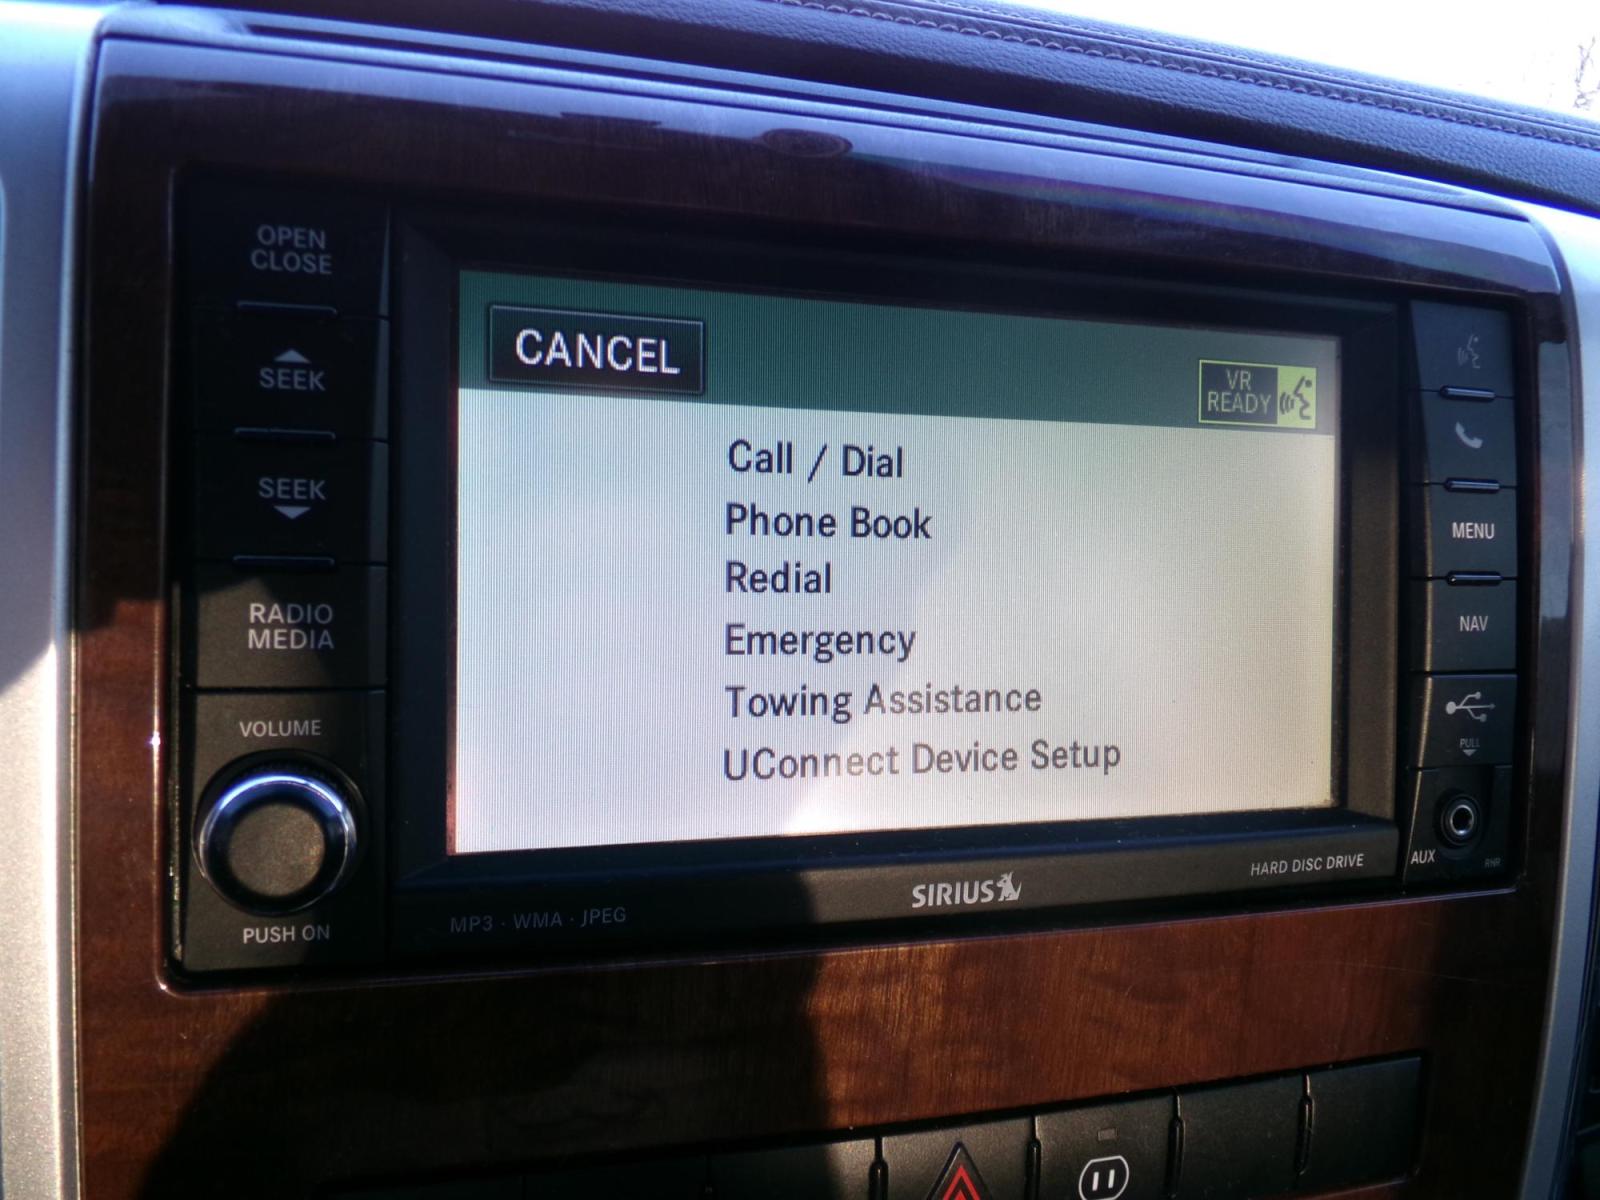 OPEN
CLOSE
SEEK
SEEK
RADIO
MEDIA
VOLUME
PUSH ON
CANCEL
VR
READY
Call / Dial
Phone Book
Redial
Emergency
Towing Assistance
UConnect Device Setup
MP3 · WMA · JPEG
SIRIUS
HARD DISC DRIVE
MENU
NAV
PULL
AUX
RHR